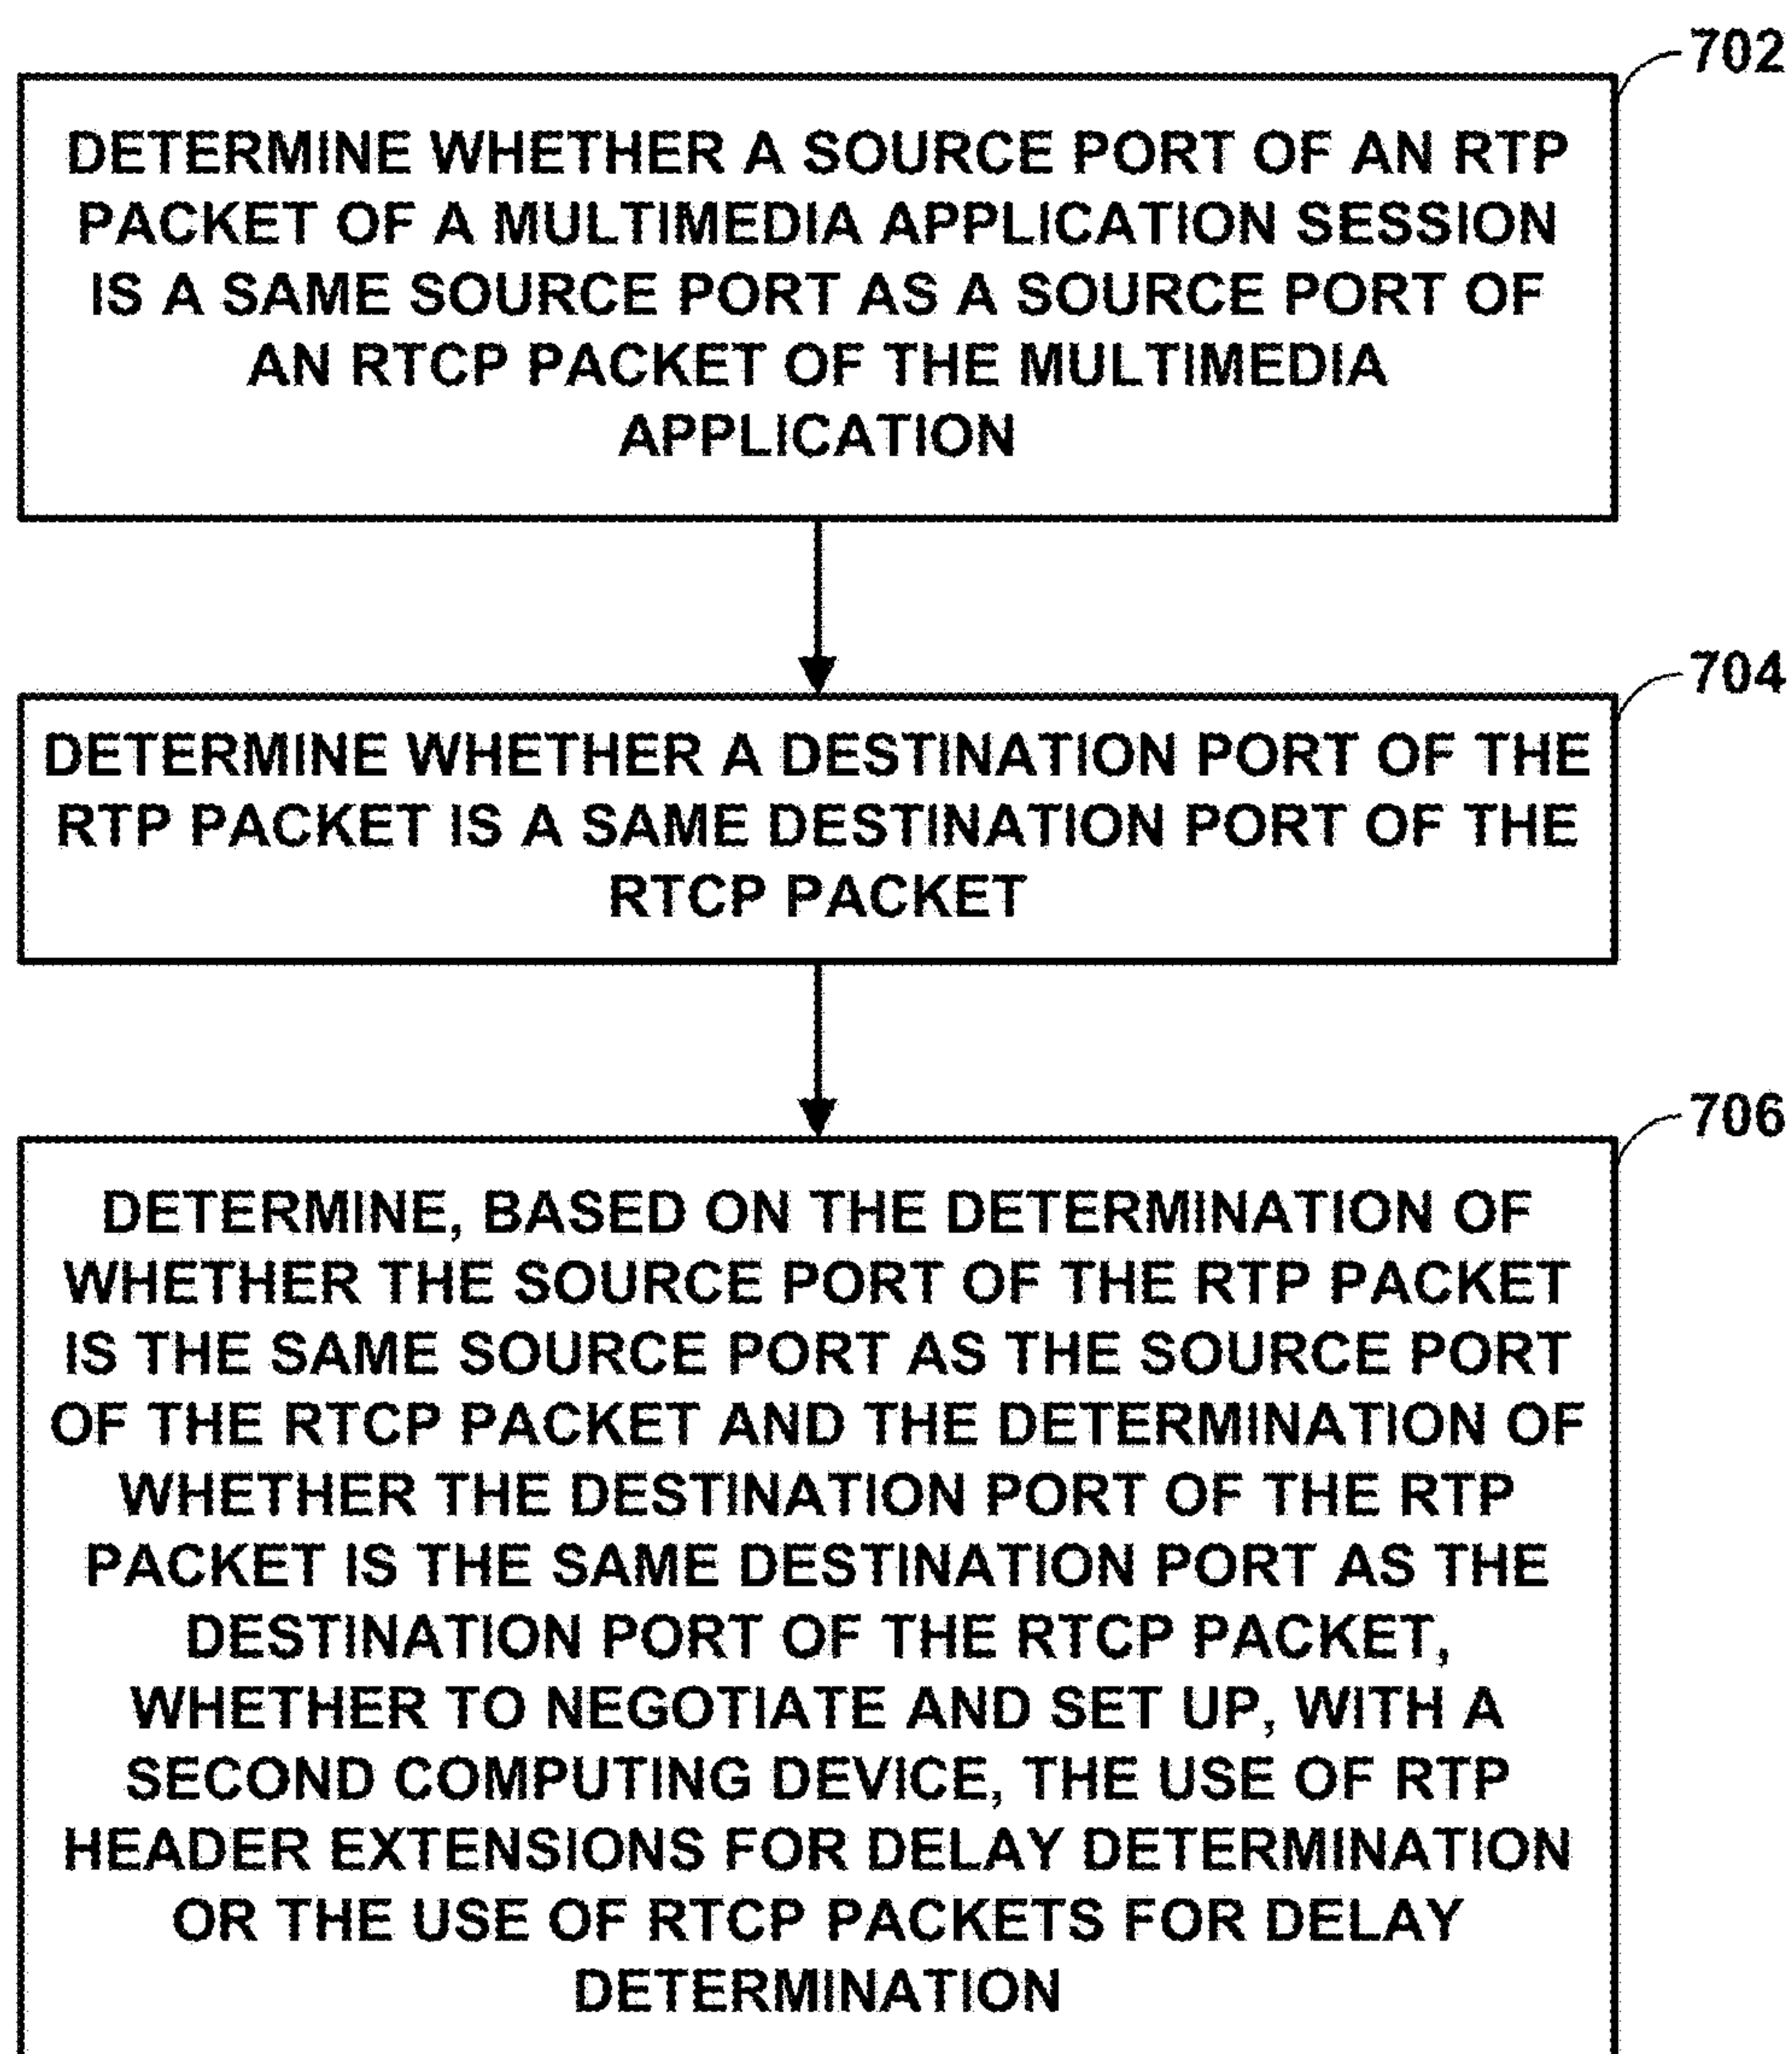 702
DETERMINE WHETHER A SOURCE PORT OF AN RTP
PACKET OF A MULTIMEDIA APPLICATION SESSION
IS A SAME SOURCE PORT AS A SOURCE PORT OF
AN RTCP PACKET OF THE MULTIMEDIA
APPLICATION
704
DETERMINE WHETHER A DESTINATION PORT OF THE
RTP PACKET IS A SAME DESTINATION PORT OF THE
RTCP PACKET
706
DETERMINE, BASED ON THE DETERMINATION OF
WHETHER THE SOURCE PORT OF THE RTP PACKET
IS THE SAME SOURCE PORT AS THE SOURCE PORT
OF THE RTCP PACKET AND THE DETERMINATION OF
WHETHER THE DESTINATION PORT OF THE RTP
PACKET IS THE SAME DESTINATION PORT AS THE
DESTINATION PORT OF THE RTCP PACKET,
WHETHER TO NEGOTIATE AND SET UP, WITH A
SECOND COMPUTING DEVICE, THE USE OF RTP
HEADER EXTENSIONS FOR DELAY DETERMINATION
OR THE USE OF RTCP PACKETS FOR DELAY
DETERMINATION